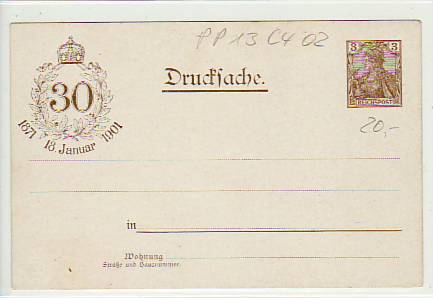 PP 13 C4 02
30
1871 18 Januar 1901
Drucksache.
3 3
REICHSPOST
20,-
in
Wohnung
Straße und Hausnummer.